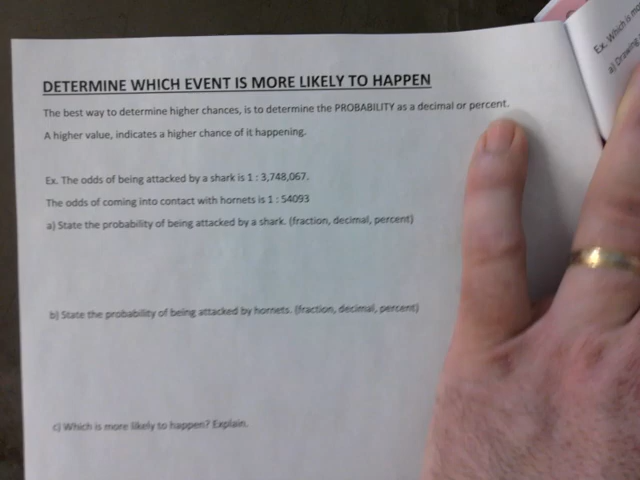 DETERMINE WHICH EVENT IS MORE LIKELY TO HAPPEN
The best way to determine higher chances, is to determine the PROBABILITY as a decimal or percent.
A higher value, indicates a higher chance of it happening.
Ex. The odds of being attacked by a shark is 1 : 3,748,067.
The odds of coming into contact with hornets is 1 : 54093
a) State the probability of being attacked by a shark. (fraction, decimal, percent)
b) State the probability of being attacked by hornets. (fraction, decimal, percent)
c) Which is more likely to happen? Explain.
Ex. Which is
a) Drawing